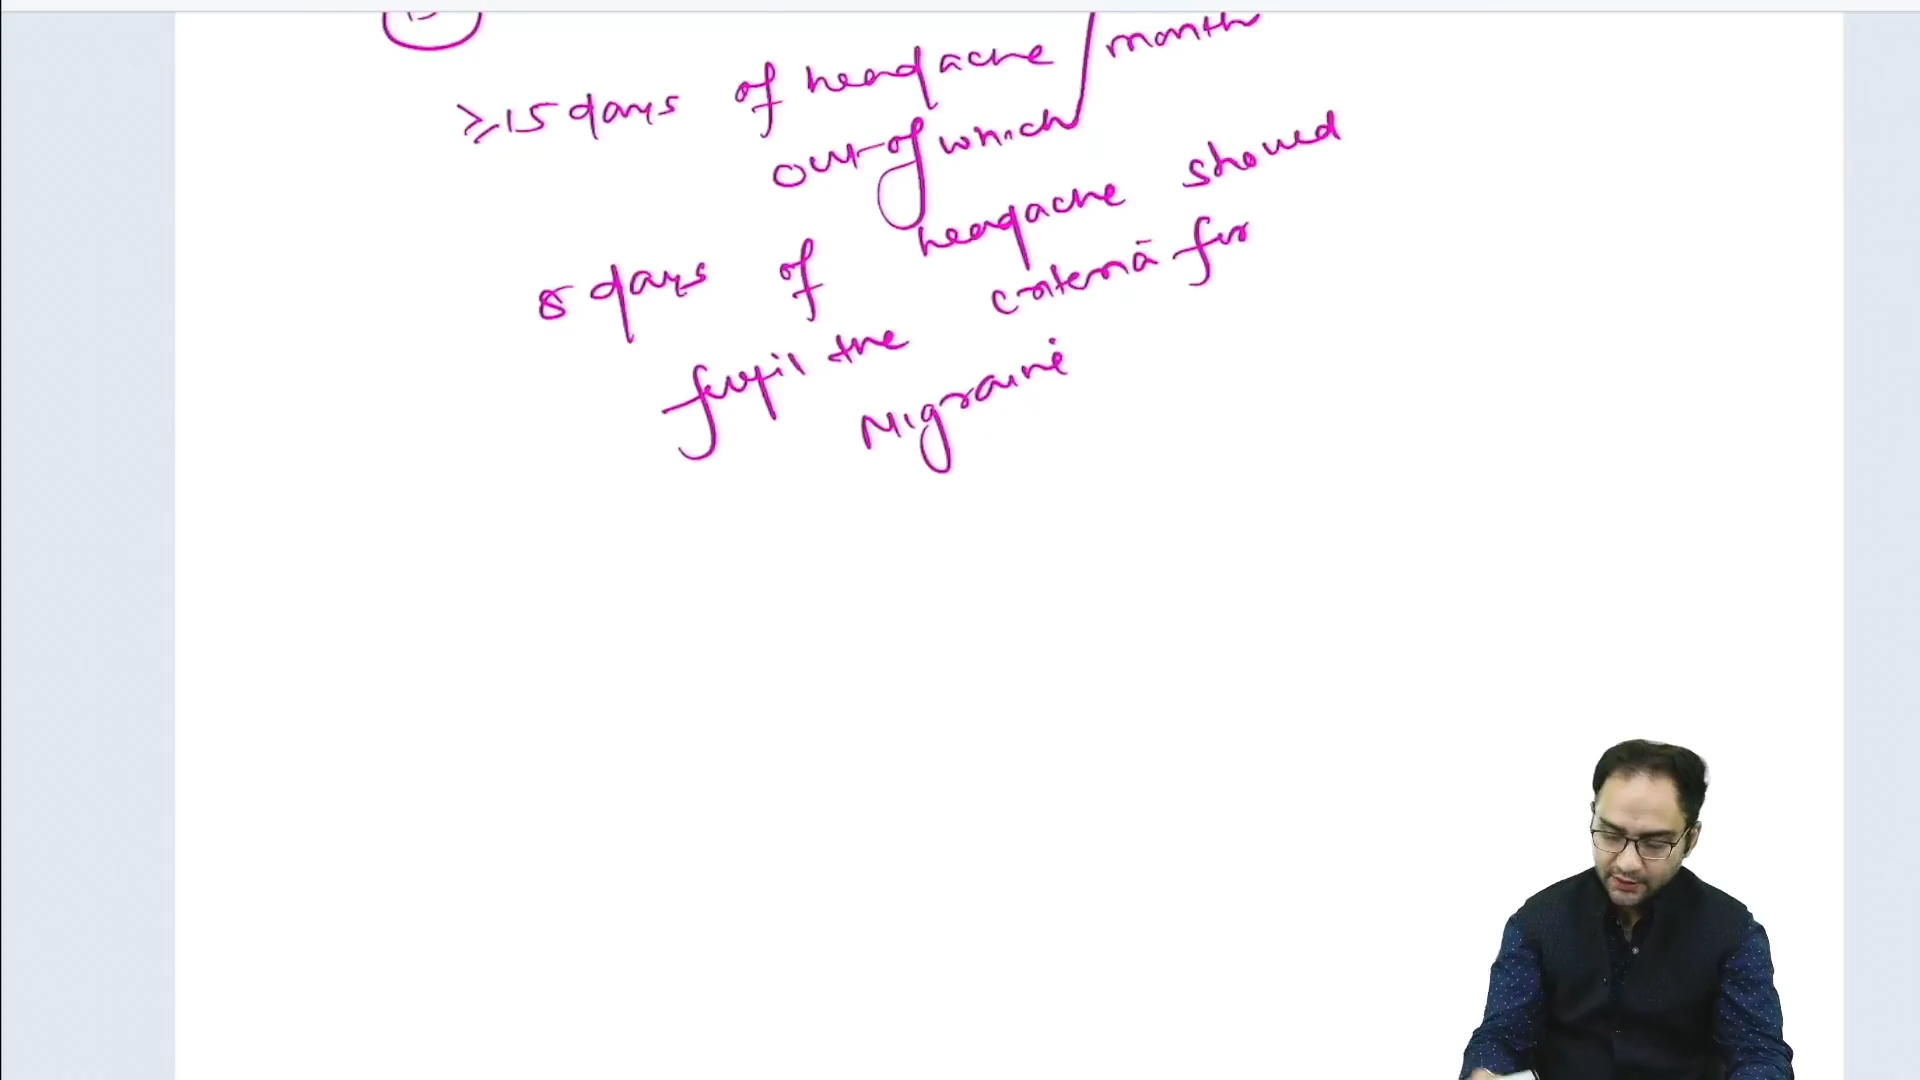 ≥15 days of headache/month
out of which
8 days of headache should
fulfil the criteria for
Migraine